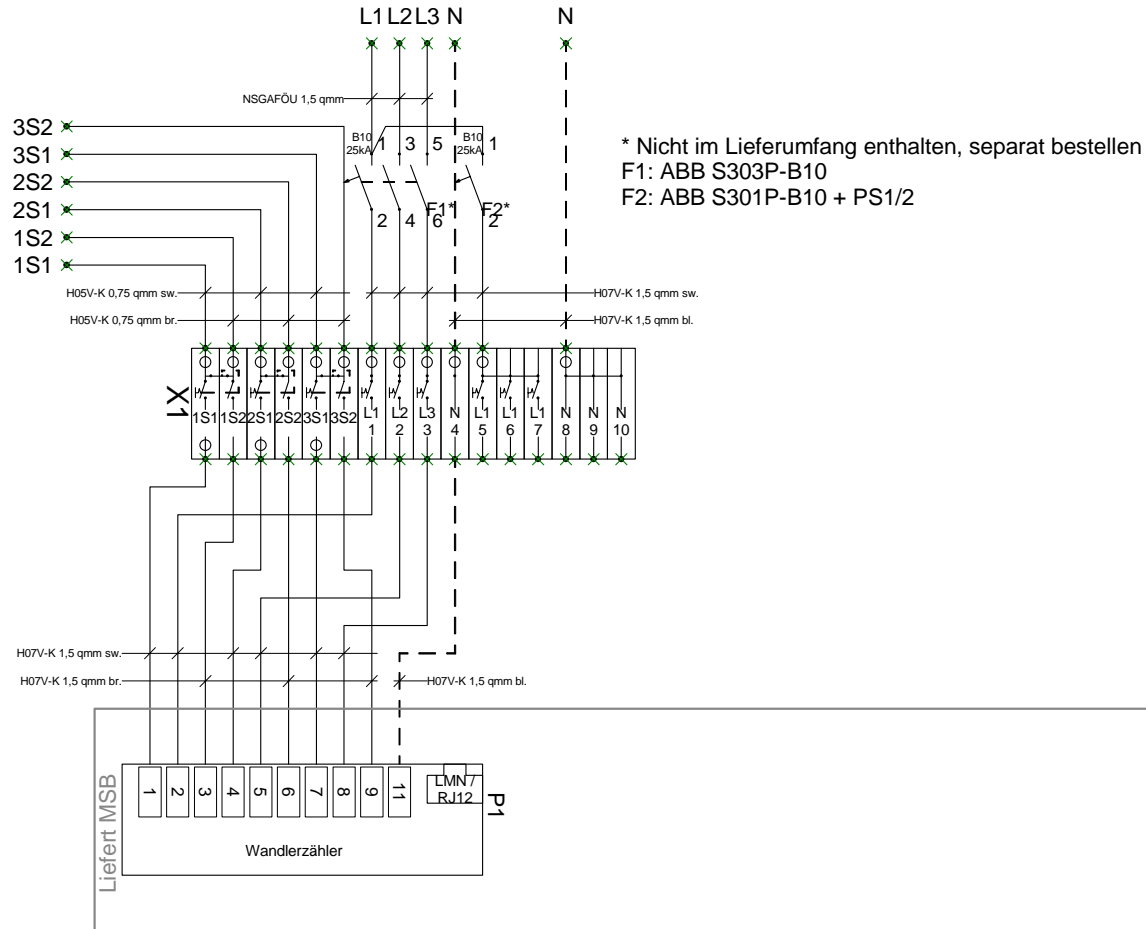 L1 L2 L3 N N
NSGAFÖU 1,5 qmm
3S2
3S1
2S2
2S1
1S2
1S1
B10
25kA
1 3 5
B10
25kA
1
2 4 6
F1*
F2*
2
* Nicht im Lieferumfang enthalten, separat bestellen
F1: ABB S303P-B10
F2: ABB S301P-B10 + PS1/2
H05V-K 0,75 qmm sw.
H07V-K 1,5 qmm sw.
H05V-K 0,75 qmm br.
H07V-K 1,5 qmm bl.
X1
1S1 1S2 2S1 2S2 3S1 3S2 L1 L2 L3 N L1 L1 L1 N N N
1 2 3 4 5 6 7 8 9 10
H07V-K 1,5 qmm sw.
H07V-K 1,5 qmm br.
H07V-K 1,5 qmm bl.
Liefert MSB
1 2 3 4 5 6 7 8 9 11
LMN /
RJ12
P1
Wandlerzähler